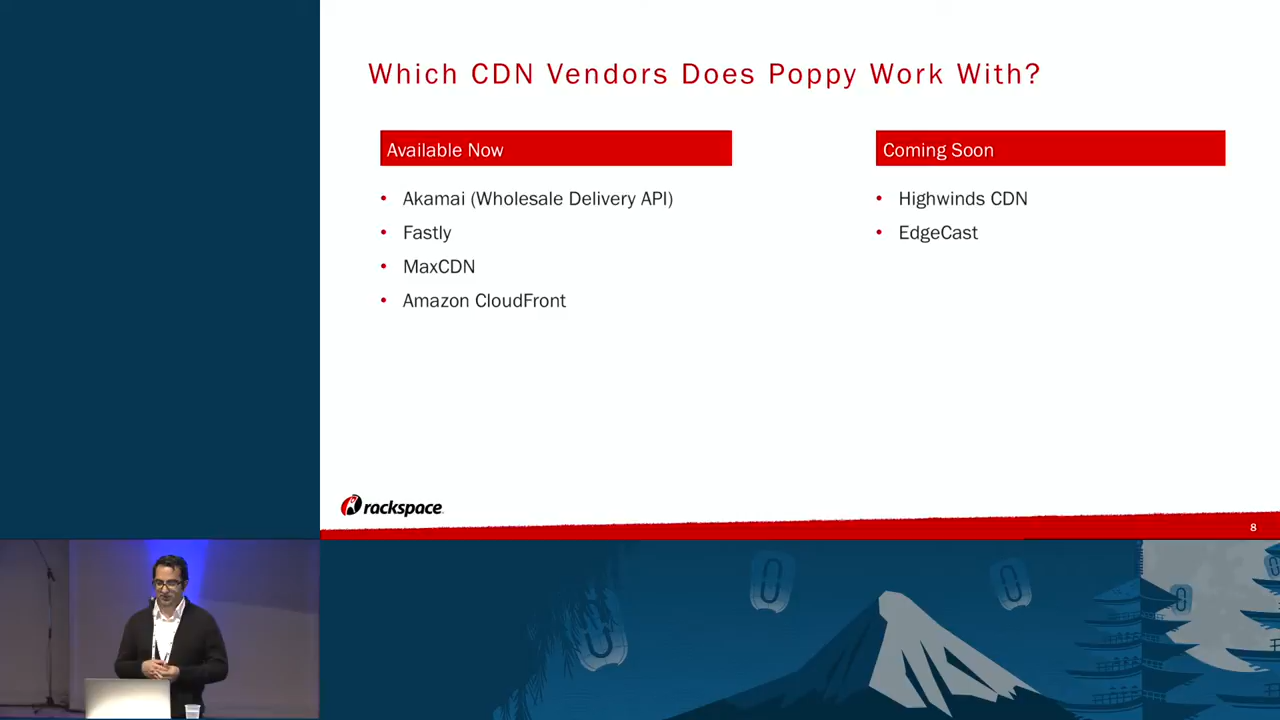 Which CDN Vendors Does Poppy Work With?
Available Now
• Akamai (Wholesale Delivery API)
• Fastly
• MaxCDN
• Amazon CloudFront
Coming Soon
• Highwinds CDN
• EdgeCast
rackspace
8